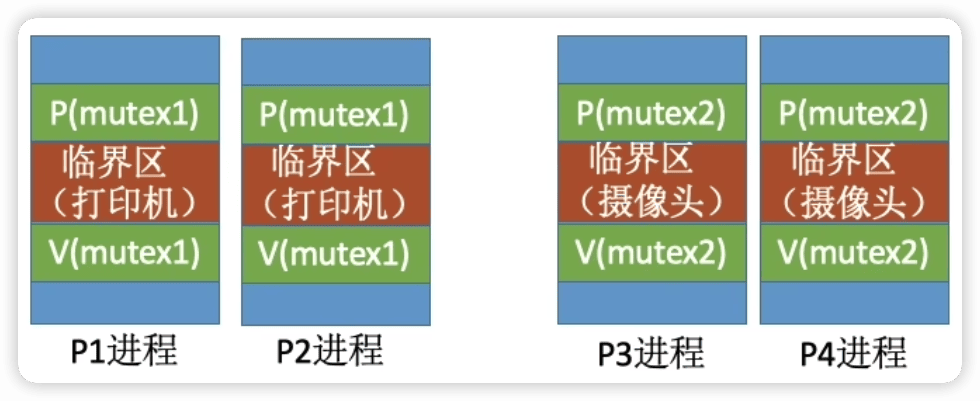 P(mutex1)
临界区
（打印机）
V(mutex1)
P1进程
P(mutex1)
临界区
（打印机）
V(mutex1)
P2进程
P(mutex2)
临界区
（摄像头）
V(mutex2)
P3进程
P(mutex2)
临界区
（摄像头）
V(mutex2)
P4进程